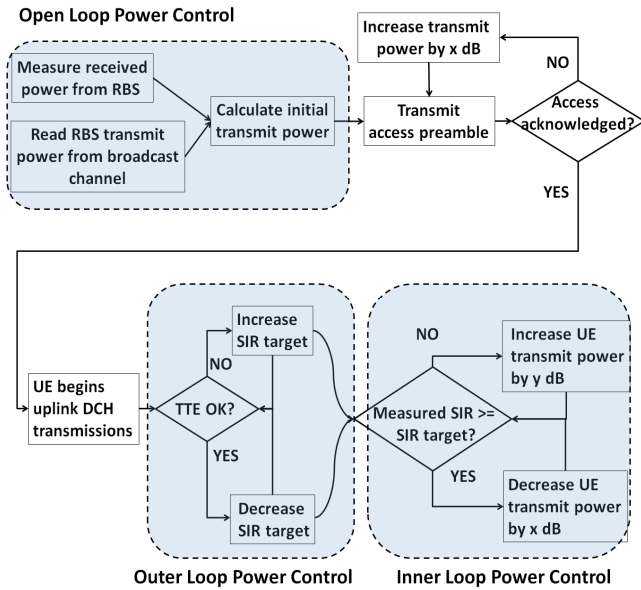 Open Loop Power Control
Measure received
power from RBS
Read RBS transmit
power from broadcast
channel
Calculate initial
transmit power
Increase transmit
power by x dB
Transmit
access preamble
NO
Access
acknowledged?
YES
UE begins
uplink DCH
transmissions
Increase
SIR target
NO
TTE OK?
YES
Decrease
SIR target
NO
Measured SIR >=
SIR target?
YES
Increase UE
transmit power
by y dB
Decrease UE
transmit power
by x dB
Outer Loop Power Control
Inner Loop Power Control